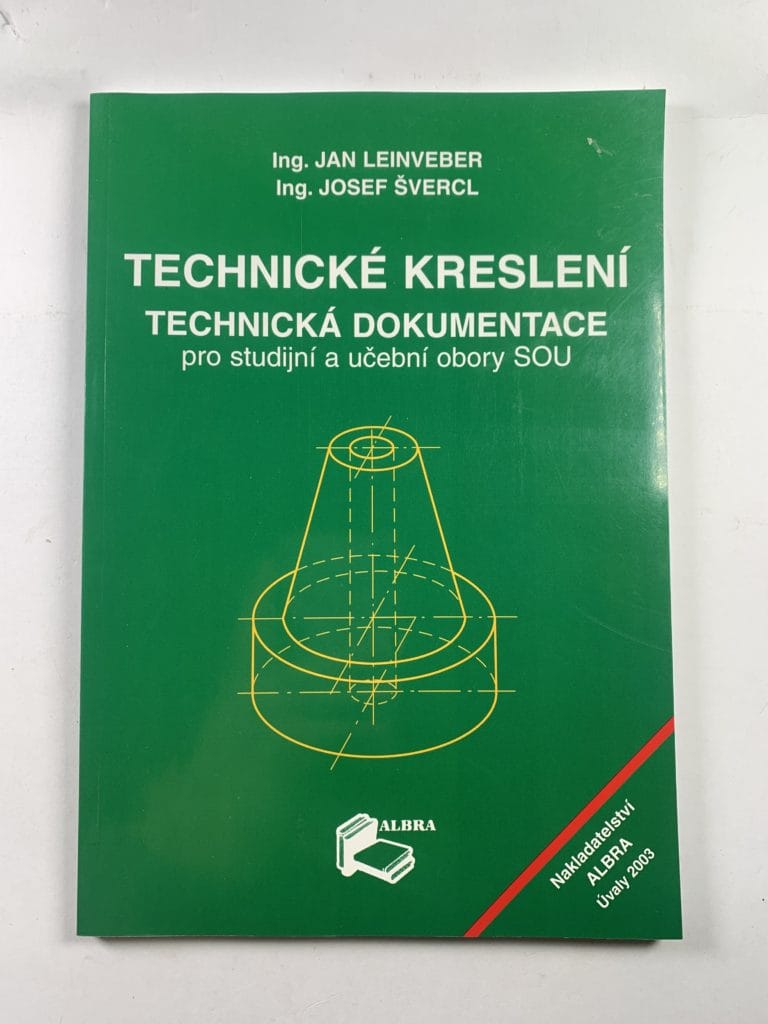 Ing. JAN LEINVEBER
Ing. JOSEF ŠVERCL
TECHNICKÉ KRESLENÍ
TECHNICKÁ DOKUMENTACE
pro studijní a učební obory SOU
ALBRA
Nakladatelství
ALBRA
Úvaly 2003